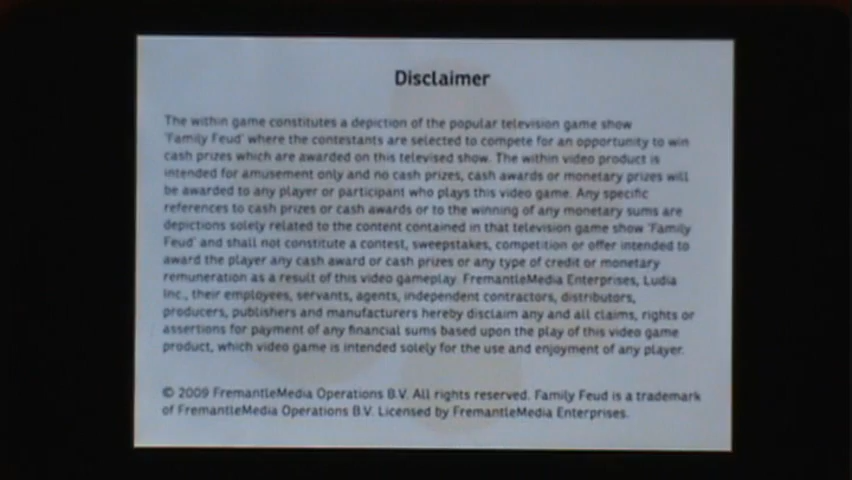 Disclaimer
The within game constitutes a depiction of the popular television game show
'Family Feud' where the contestants are selected to compete for an opportunity to win
cash prizes which are awarded on this televised show. The within video product is
intended for amusement only and no cash prizes, cash awards or monetary prizes will
be awarded to any player or participant who plays this video game. Any specific
references to cash prizes or cash awards or to the winning of any monetary sums are
depictions solely related to the content contained in that television game show 'Family
Feud' and shall not constitute a contest, sweepstakes, competition or offer intended to
award the player any cash award or cash prizes or any type of credit or monetary
remuneration as a result of this video gameplay. FremantleMedia Enterprises, Ludia
Inc., their employees, servants, agents, independent contractors, distributors,
producers, publishers and manufacturers hereby disclaim any and all claims, rights or
assertions for payment of any financial sums based upon the play of this video game
product, which video game is intended solely for the use and enjoyment of any player.
© 2009 FremantleMedia Operations B.V. All rights reserved. Family Feud is a trademark
of FremantleMedia Operations B.V. Licensed by FremantleMedia Enterprises.